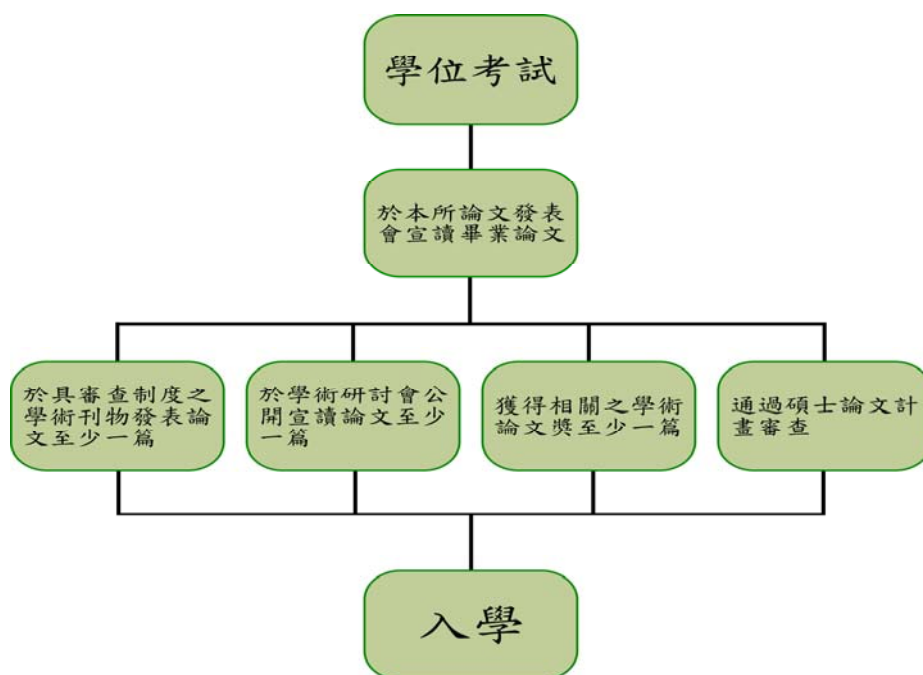 學位考試
於本所論文發表
會宣讀畢業論文
於具審查制度之
學術刊物發表論
文至少一篇
於學術研討會公
開宣讀論文至少
一篇
獲得相關之學術
論文獎至少一篇
通過碩士論文計
畫審查
入學